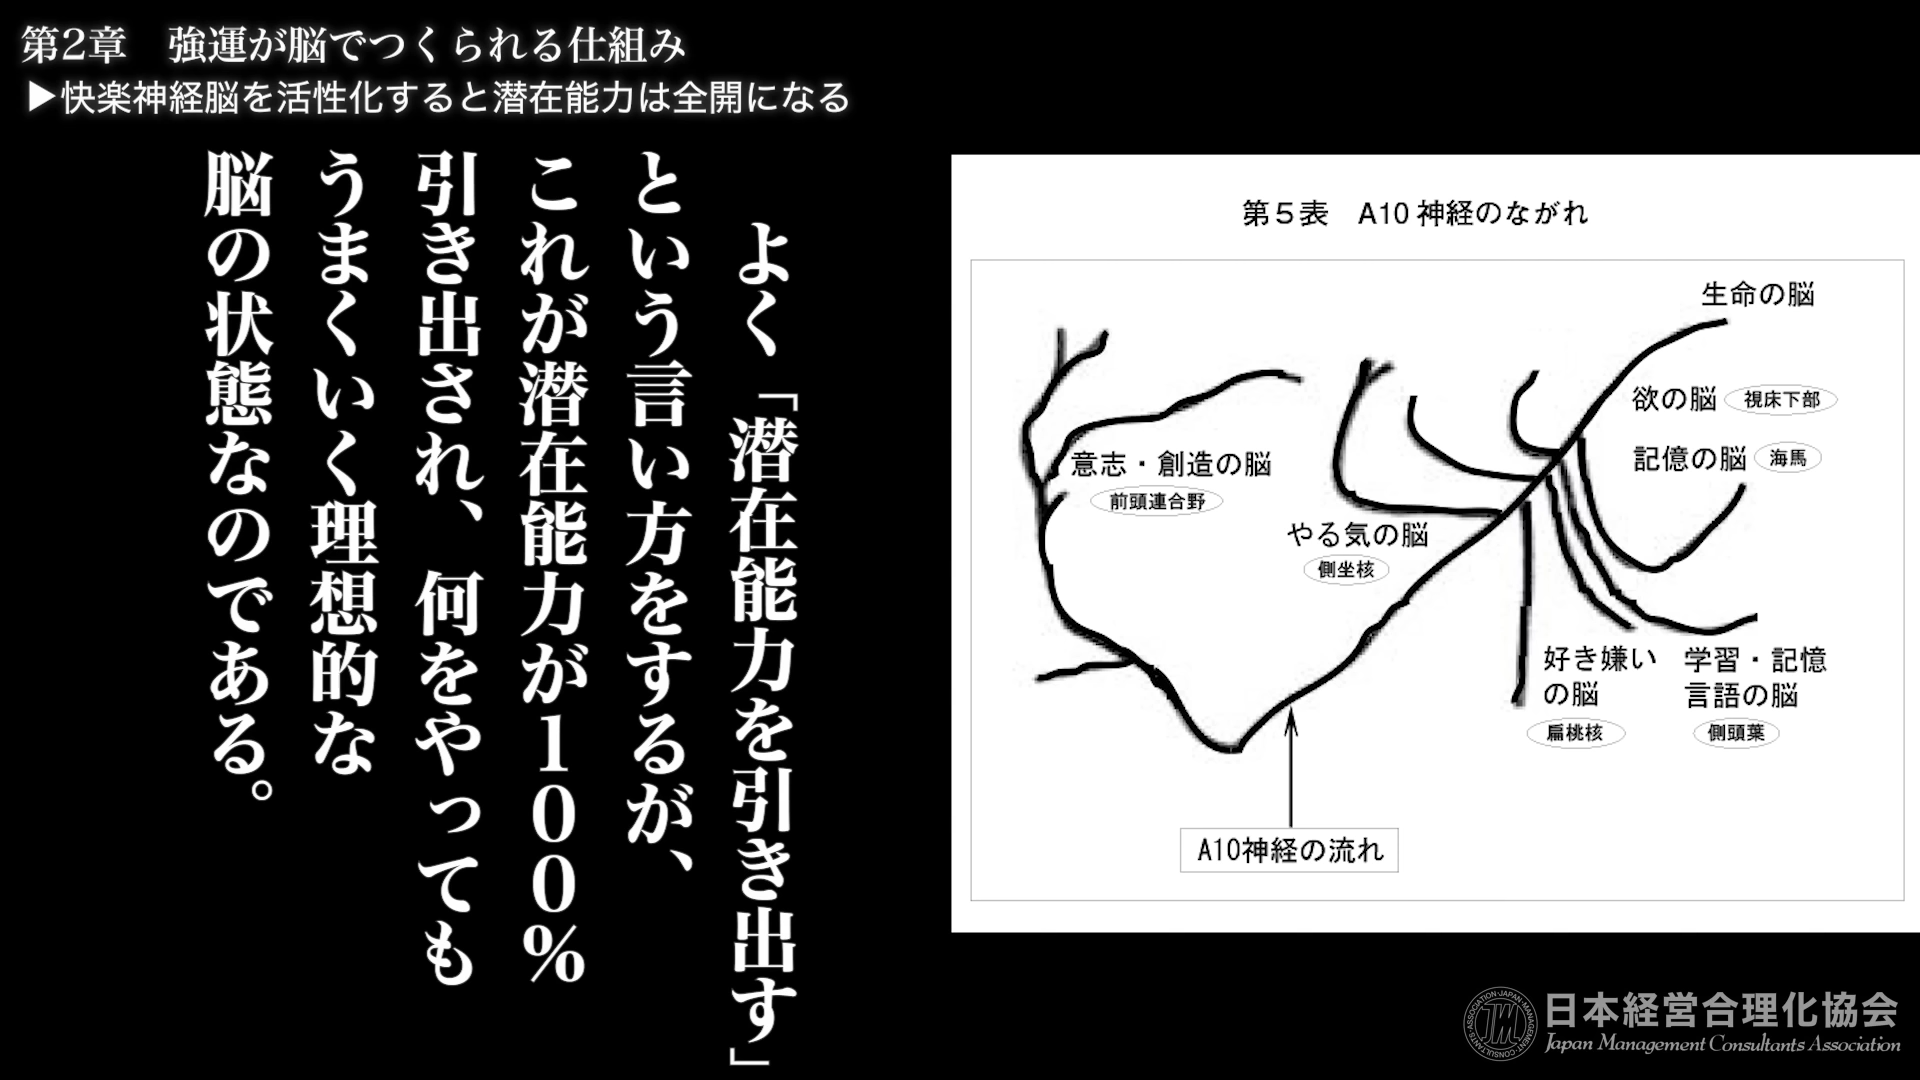 第2章　強運が脳でつくられる仕組み
▶快楽神経脳を活性化すると潜在能力は全開になる
よく「潜在能力を引き出す」
という言い方をするが、
これが潜在能力が100%
引き出され、何をやっても
うまくいく理想的な
脳の状態なのである。
第5表　A10神経のながれ
生命の脳
欲の脳 視床下部
記憶の脳 海馬
意志・創造の脳
前頭連合野
やる気の脳
側坐核
好き嫌い
の脳
扁桃核
学習・記憶
言語の脳
側頭葉
A10神経の流れ
日本経営合理化協会
Japan Management Consultants Association